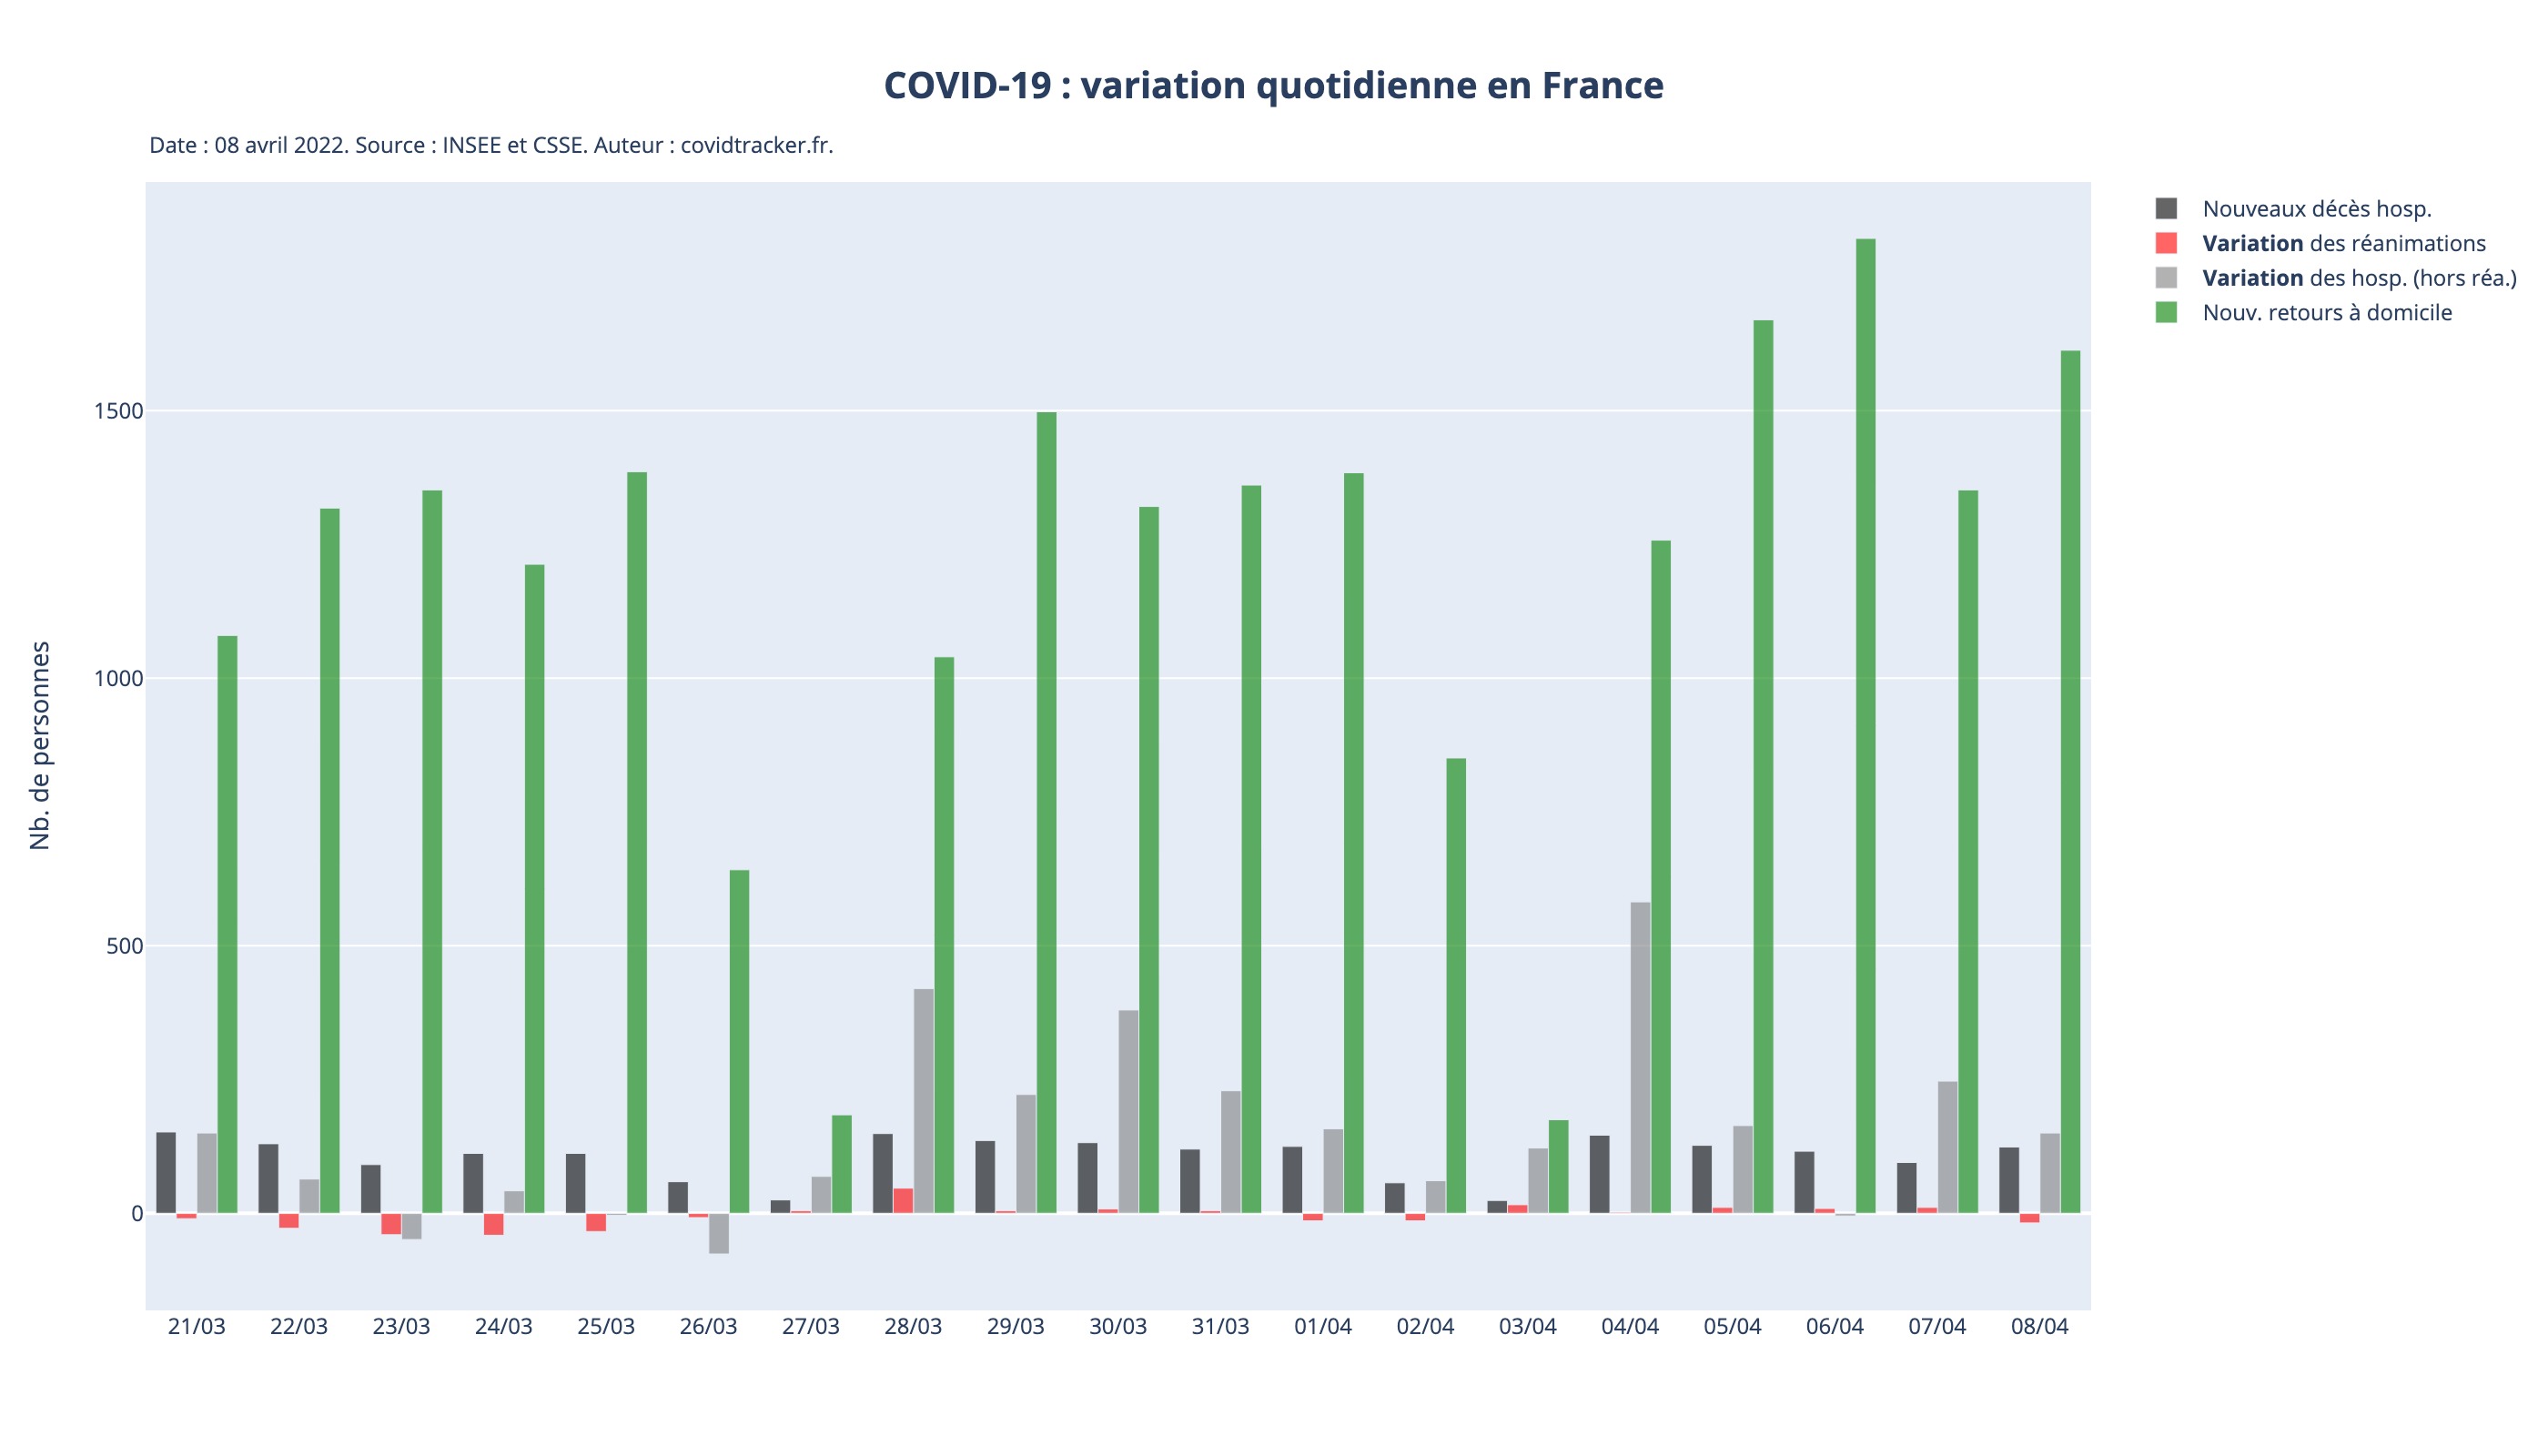 COVID-19 : variation quotidienne en France
Date : 08 avril 2022. Source : INSEE et CSSE. Auteur : covidtracker.fr.
Nouveaux décès hosp.
Variation des réanimations
Variation des hosp. (hors réa.)
Nouv. retours à domicile
Nb. de personnes
1500
1000
500
0
21/03 22/03 23/03 24/03 25/03 26/03 27/03 28/03 29/03 30/03 31/03 01/04 02/04 03/04 04/04 05/04 06/04 07/04 08/04